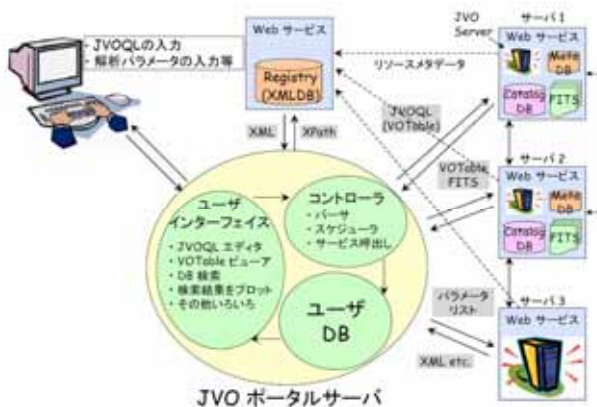 ・JVOQLの入力
・解析パラメータの入力等
Web サービス
Registry
(XMLDB)
XML
XPath
リソースメタデータ
JVOQL
(VOTable)
VOTable
FITS
JVO
Server
サーバ 1
Web サービス
Meta
DB
Catalog
DB
FITS
サーバ 2
Web サービス
Meta
DB
Catalog
DB
FITS
サーバ 3
Web サービス
パラメータ
リスト
XML etc.
ユーザ
インターフェイス
・JVOQL エディタ
・VOTable ビューア
・DB 検索
・検索結果をプロット
・その他いろいろ
コントローラ
・パーサ
・スケジューラ
・サービス呼出し
ユーザ
DB
JVO ポータルサーバ